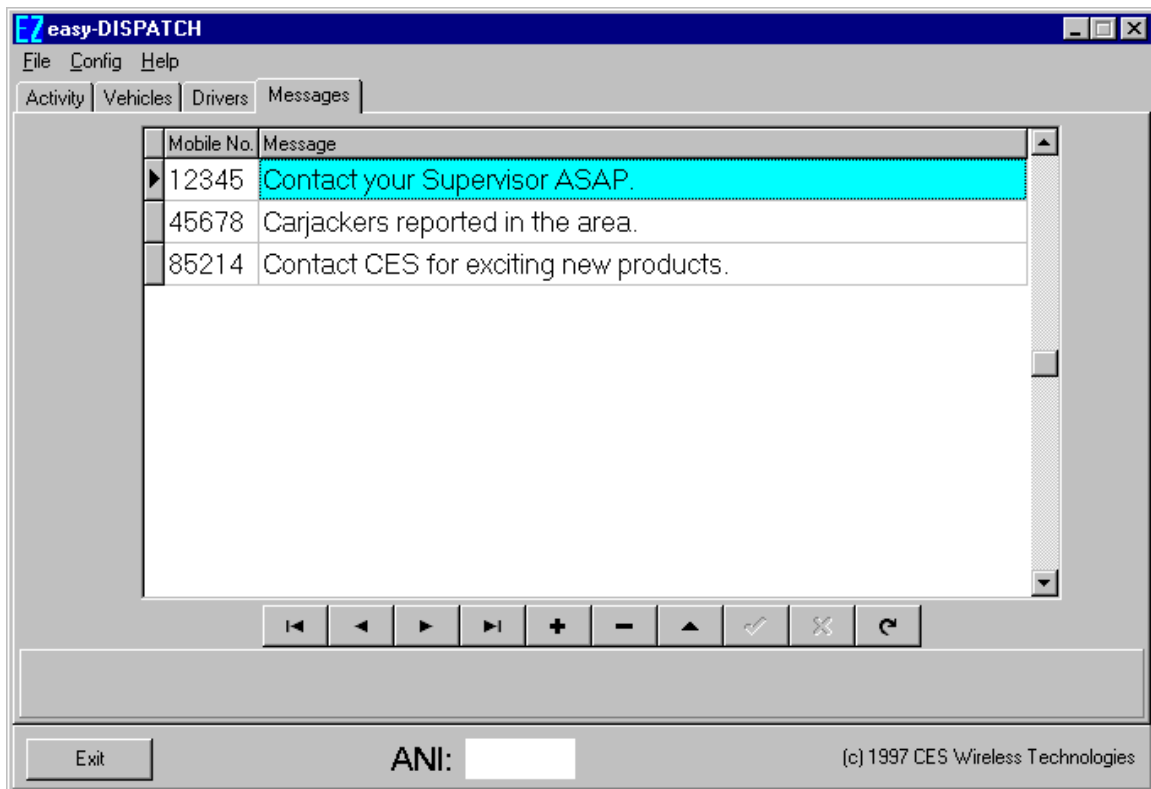 EZ easy-DISPATCH
File Config Help
Activity Vehicles Drivers Messages
Mobile No. Message
12345 Contact your Supervisor ASAP.
45678 Carjackers reported in the area.
85214 Contact CES for exciting new products.
Exit ANI: (c) 1997 CES Wireless Technologies